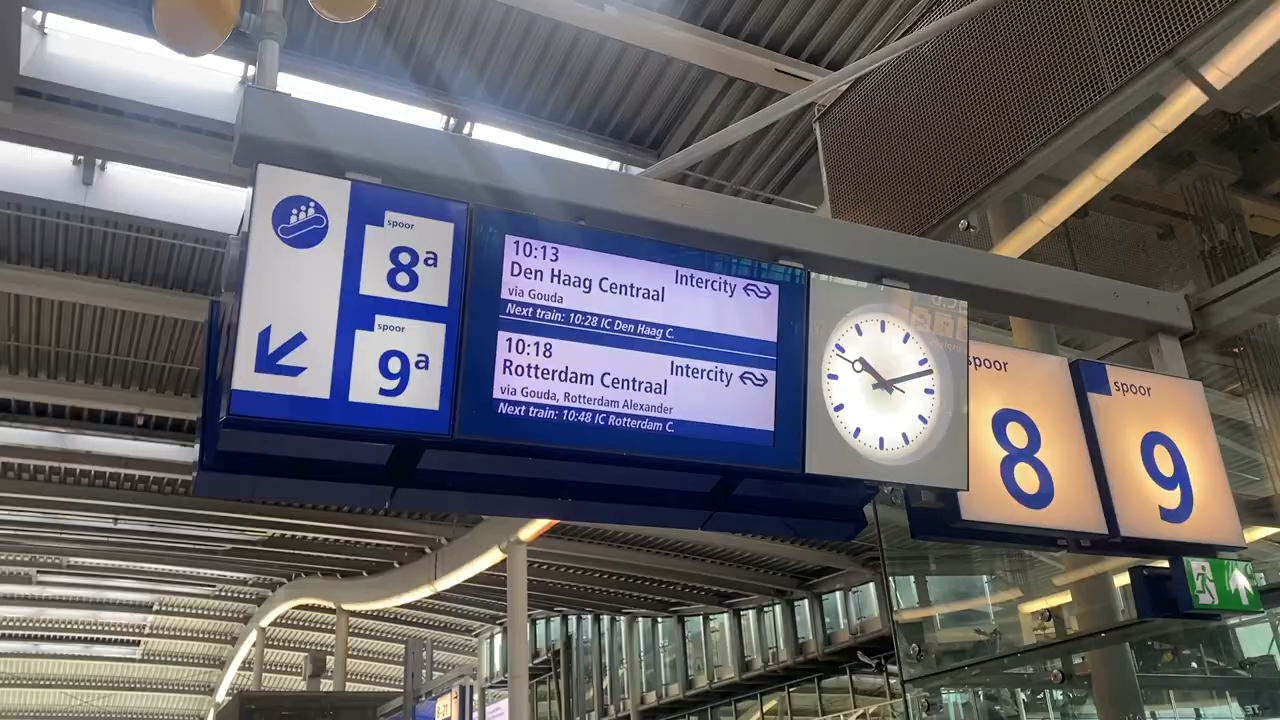 spoor
8a
spoor
9a
10:13
Den Haag Centraal
Intercity
via Gouda
Next train: 10:28 IC Den Haag C.
10:18
Rotterdam Centraal
Intercity
via Gouda, Rotterdam Alexander
Next train: 10:48 IC Rotterdam C.
spoor
8
spoor
9